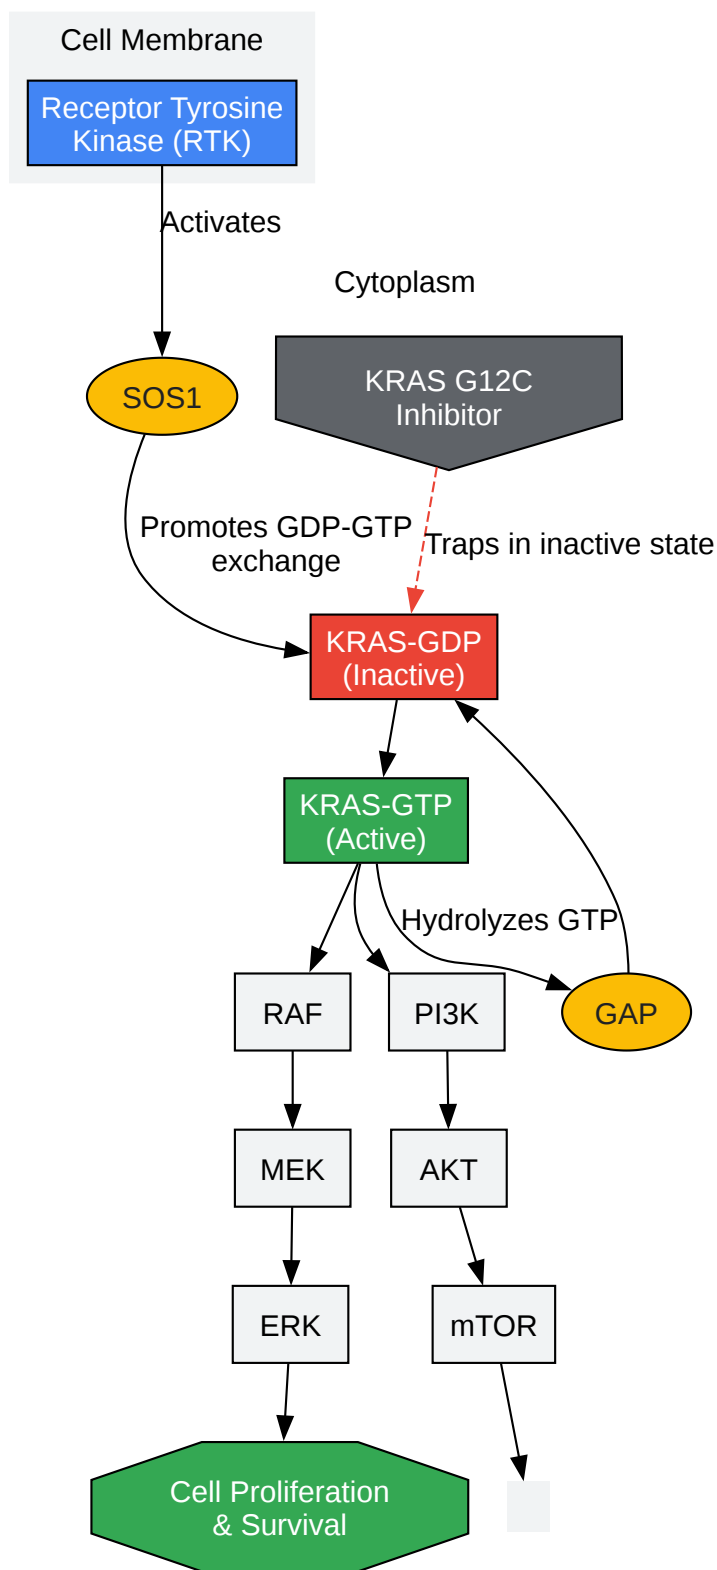 Cell Membrane
Receptor Tyrosine
Kinase (RTK)
Activates
Cytoplasm
SOS1
KRAS G12C
Inhibitor
Promotes GDP-GTP
exchange
Traps in inactive state
KRAS-GDP
(Inactive)
KRAS-GTP
(Active)
Hydrolyzes GTP
RAF
PI3K
GAP
MEK
AKT
ERK
mTOR
Cell Proliferation
& Survival